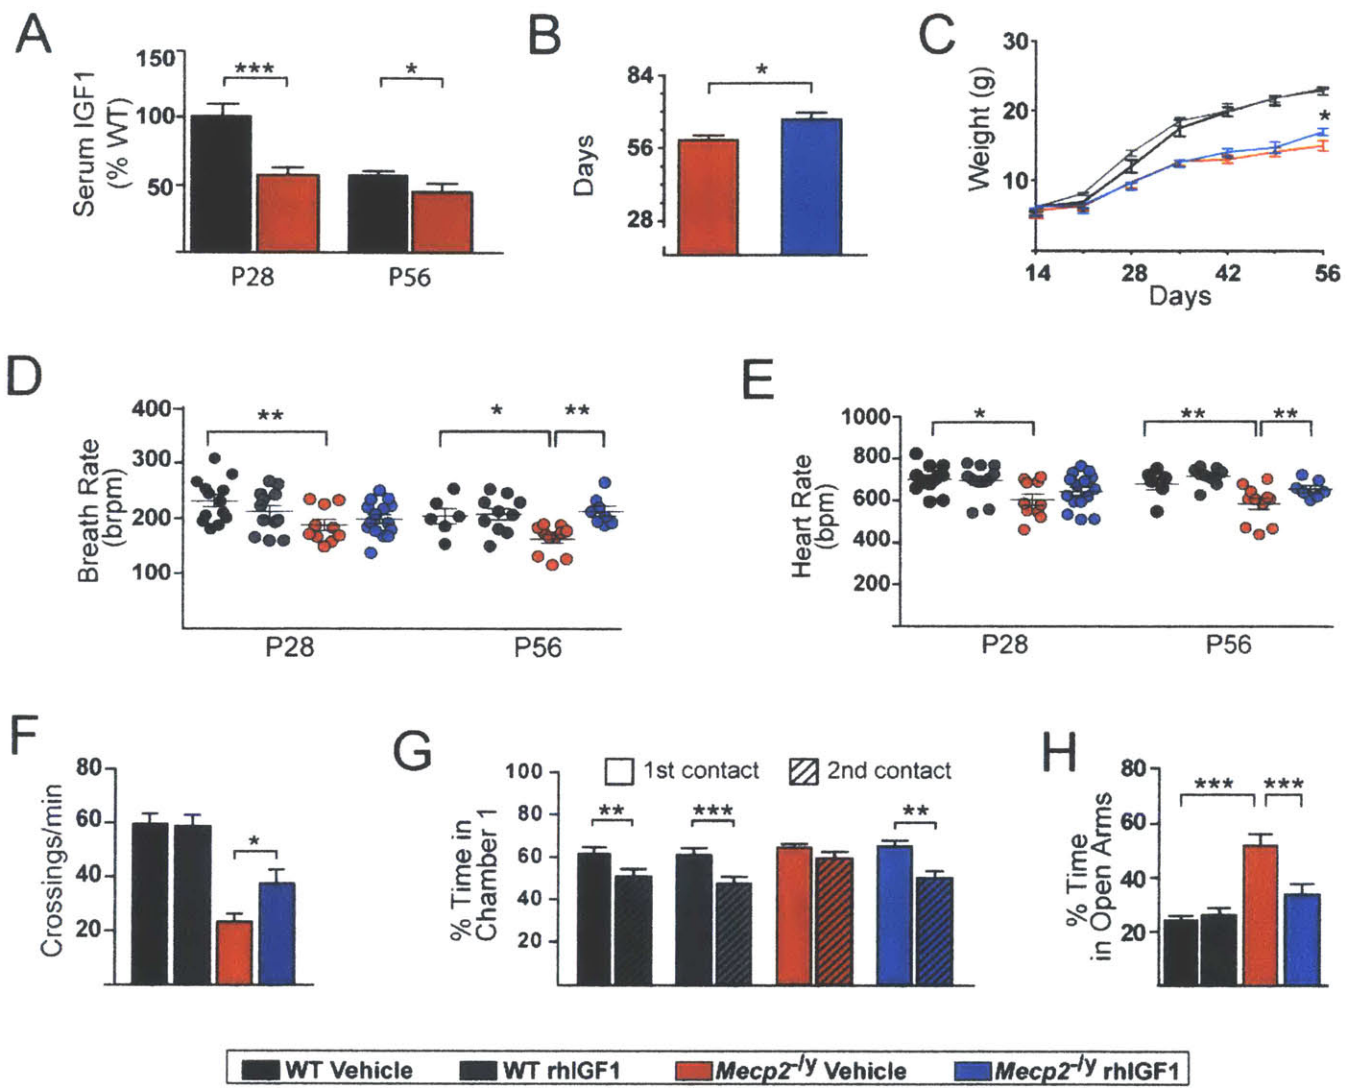 A
Serum IGF1
(% WT)
150
100
50
***
*
P28
P56
B
Days
84
56
28
*
C
Weight (g)
30
20
10
*
14
28
42
56
Days
D
Breath Rate
(brpm)
400
300
200
100
**
*
**
P28
P56
E
Heart Rate
(bpm)
1000
800
600
400
200
*
**
**
P28
P56
F
Crossings/min
80
60
40
20
*
G
% Time in
Chamber 1
100
80
60
40
20
1st contact
2nd contact
**
***
**
H
% Time
in Open Arms
80
60
40
20
***
***
WT Vehicle
WT rhIGF1
Mecp2-/y Vehicle
Mecp2-/y rhIGF1